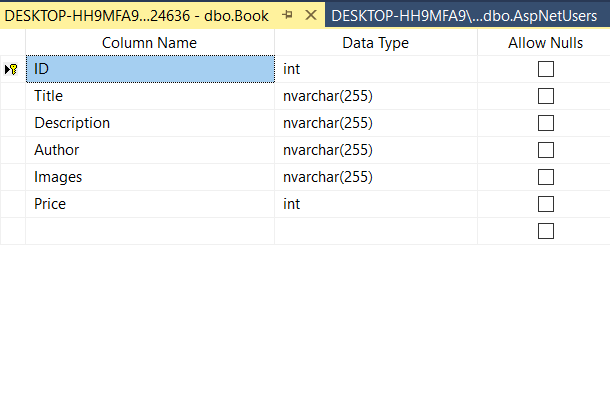 DESKTOP-HH9MFA9...24636 - dbo.Book DESKTOP-HH9MFA9\...dbo.AspNetUsers
Column Name Data Type Allow Nulls
ID int
Title nvarchar(255)
Description nvarchar(255)
Author nvarchar(255)
Images nvarchar(255)
Price int